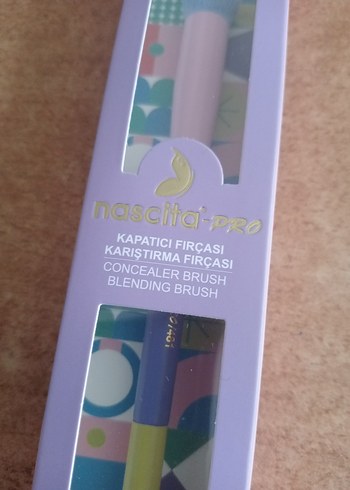 nascita-PRO
KAPATICI FIRÇASI
KARIŞTIRMA FIRÇASI
CONCEALER BRUSH
BLENDING BRUSH